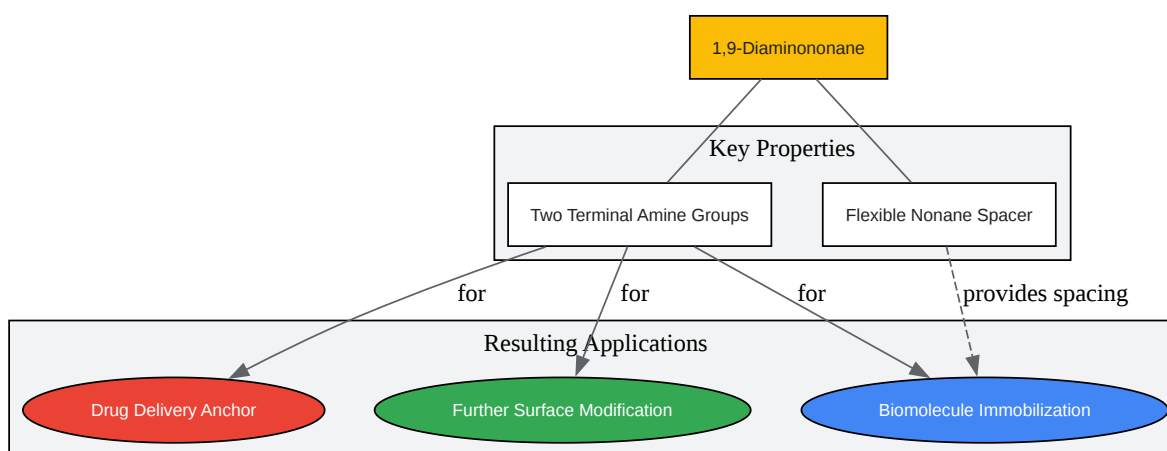 1,9-Diaminononane
Key Properties
Two Terminal Amine Groups
Flexible Nonane Spacer
for
for
for
provides spacing
Resulting Applications
Drug Delivery Anchor
Further Surface Modification
Biomolecule Immobilization